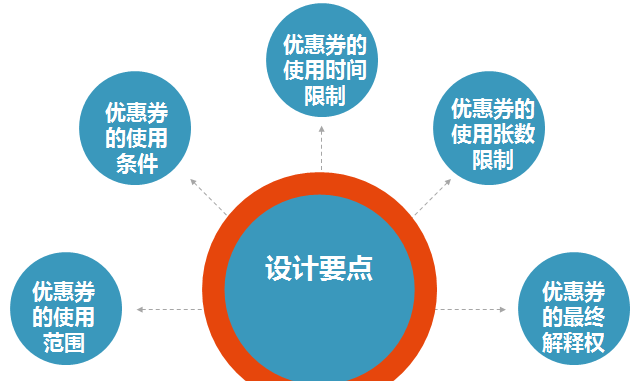 优惠券的
使用时间
限制
优惠券
的使用
条件
优惠券的
使用张数
限制
设计要点
优惠券
的使用
范围
优惠券
的最终
解释权